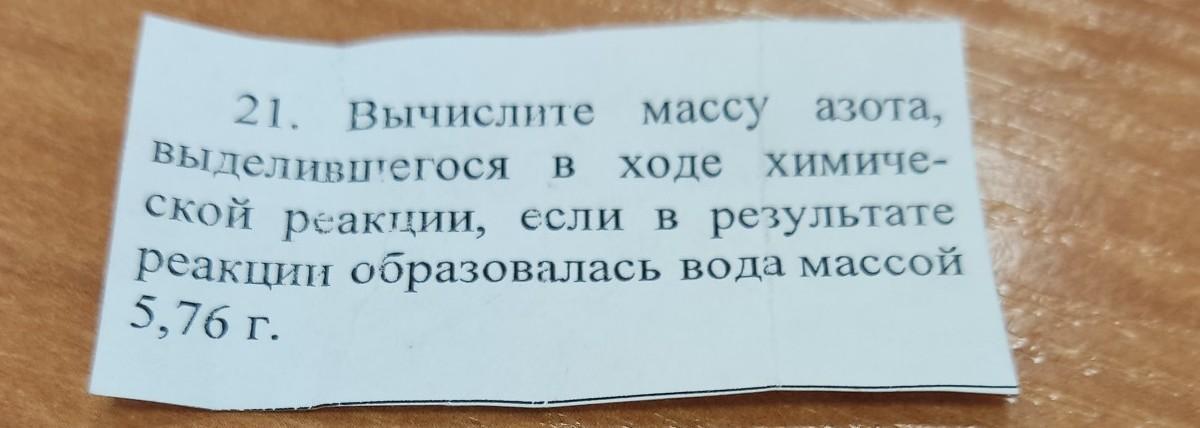 21. Вычислите массу азота,
выделившегося в ходе химиче-
ской реакции, если в результате
реакции образовалась вода массой
5,76 г.